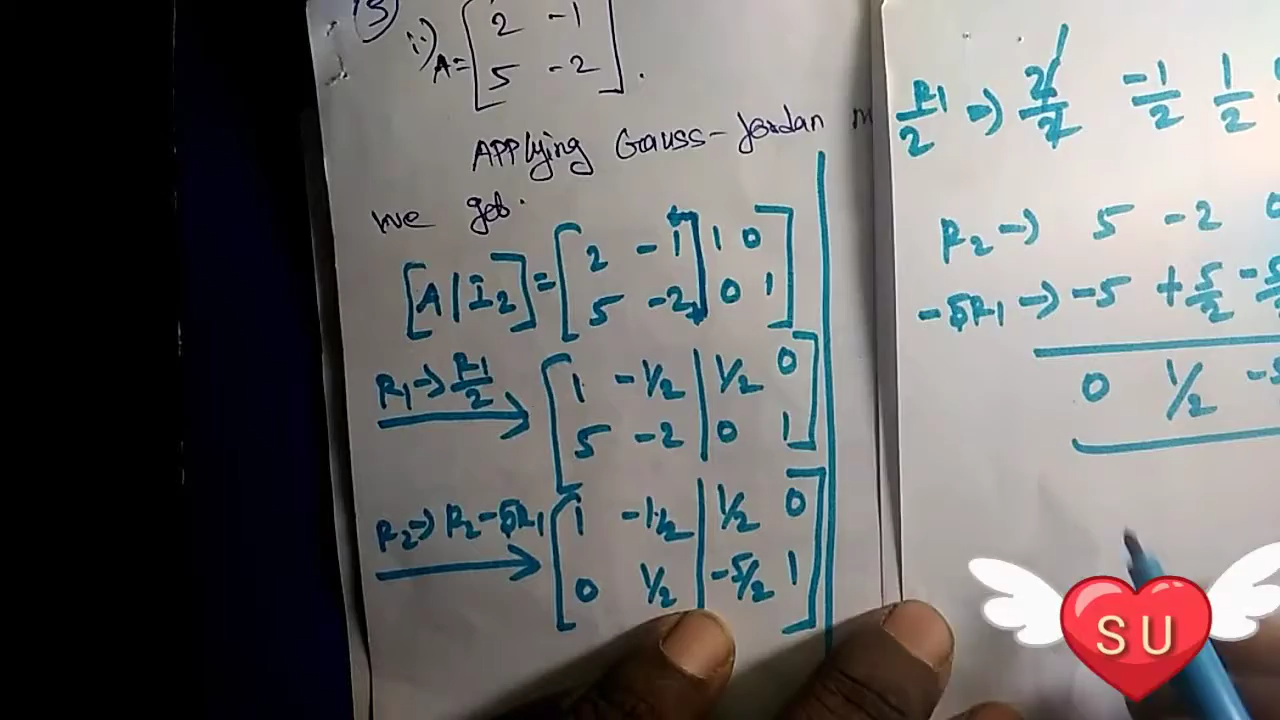 (3)
i) A = [2 -1
5 -2].
Applying Gauss-Jordan m
we get.
[A|I₂] = [2 -1 | 1 0
5 -2 | 0 1]
R₁→R₁/2 [1 -1/2 | 1/2 0
5 -2 | 0 1]
R₂→R₂-5R₁ [1 -1/2 | 1/2 0
0 1/2 | -5/2 1]
R₁/2 → 2/2 -1/2 1/2
R₂→ 5 -2 0
-5R₁→ -5 +5/2 -5/2
0 1/2 -5
SU